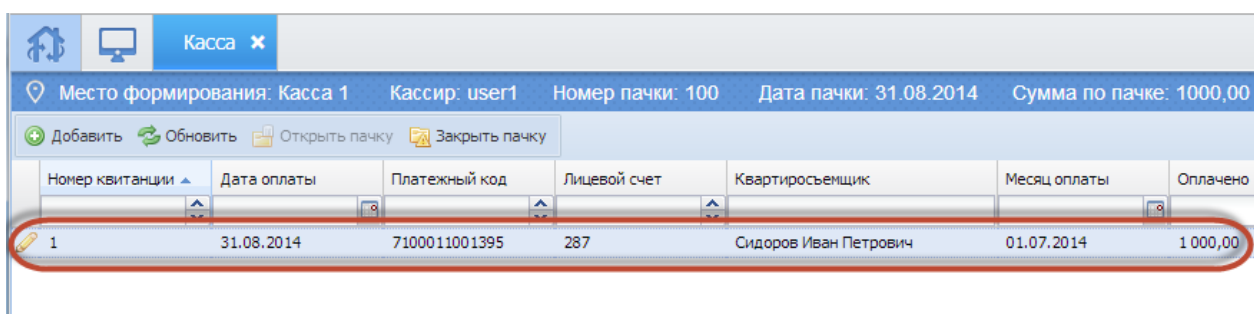 Касса
Место формирования: Касса 1 Кассир: user1 Номер пачки: 100 Дата пачки: 31.08.2014 Сумма по пачке: 1000,00
Добавить Обновить Открыть пачку Закрыть пачку
Номер квитанции Дата оплаты Платежный код Лицевой счет Квартиросъемщик Месяц оплаты Оплачено
1 31.08.2014 7100011001395 287 Сидоров Иван Петрович 01.07.2014 1 000,00